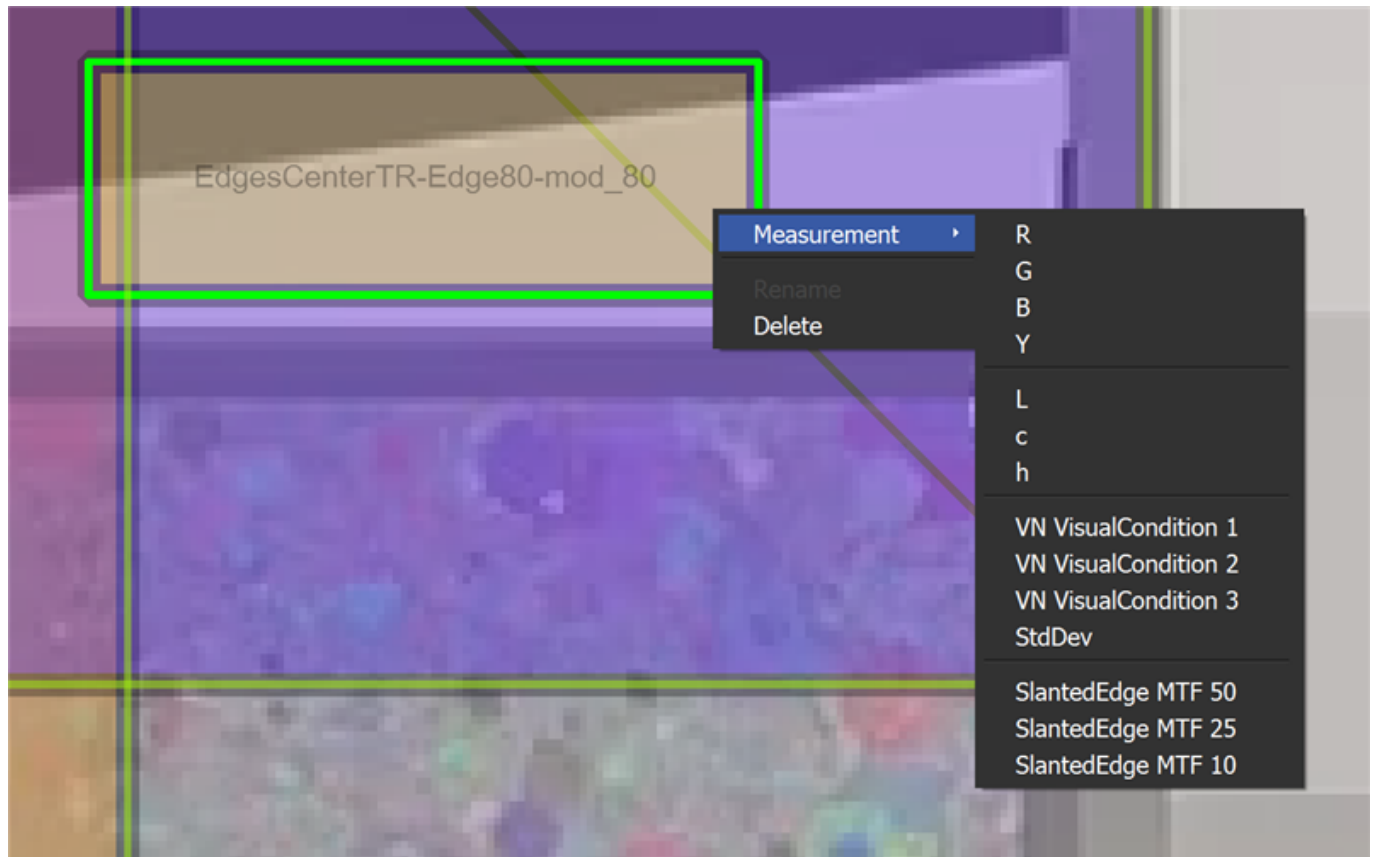 EdgesCenterTR-Edge80-mod_80
Measurement
Rename
Delete
R
G
B
Y
L
c
h
VN VisualCondition 1
VN VisualCondition 2
VN VisualCondition 3
StdDev
SlantedEdge MTF 50
SlantedEdge MTF 25
SlantedEdge MTF 10